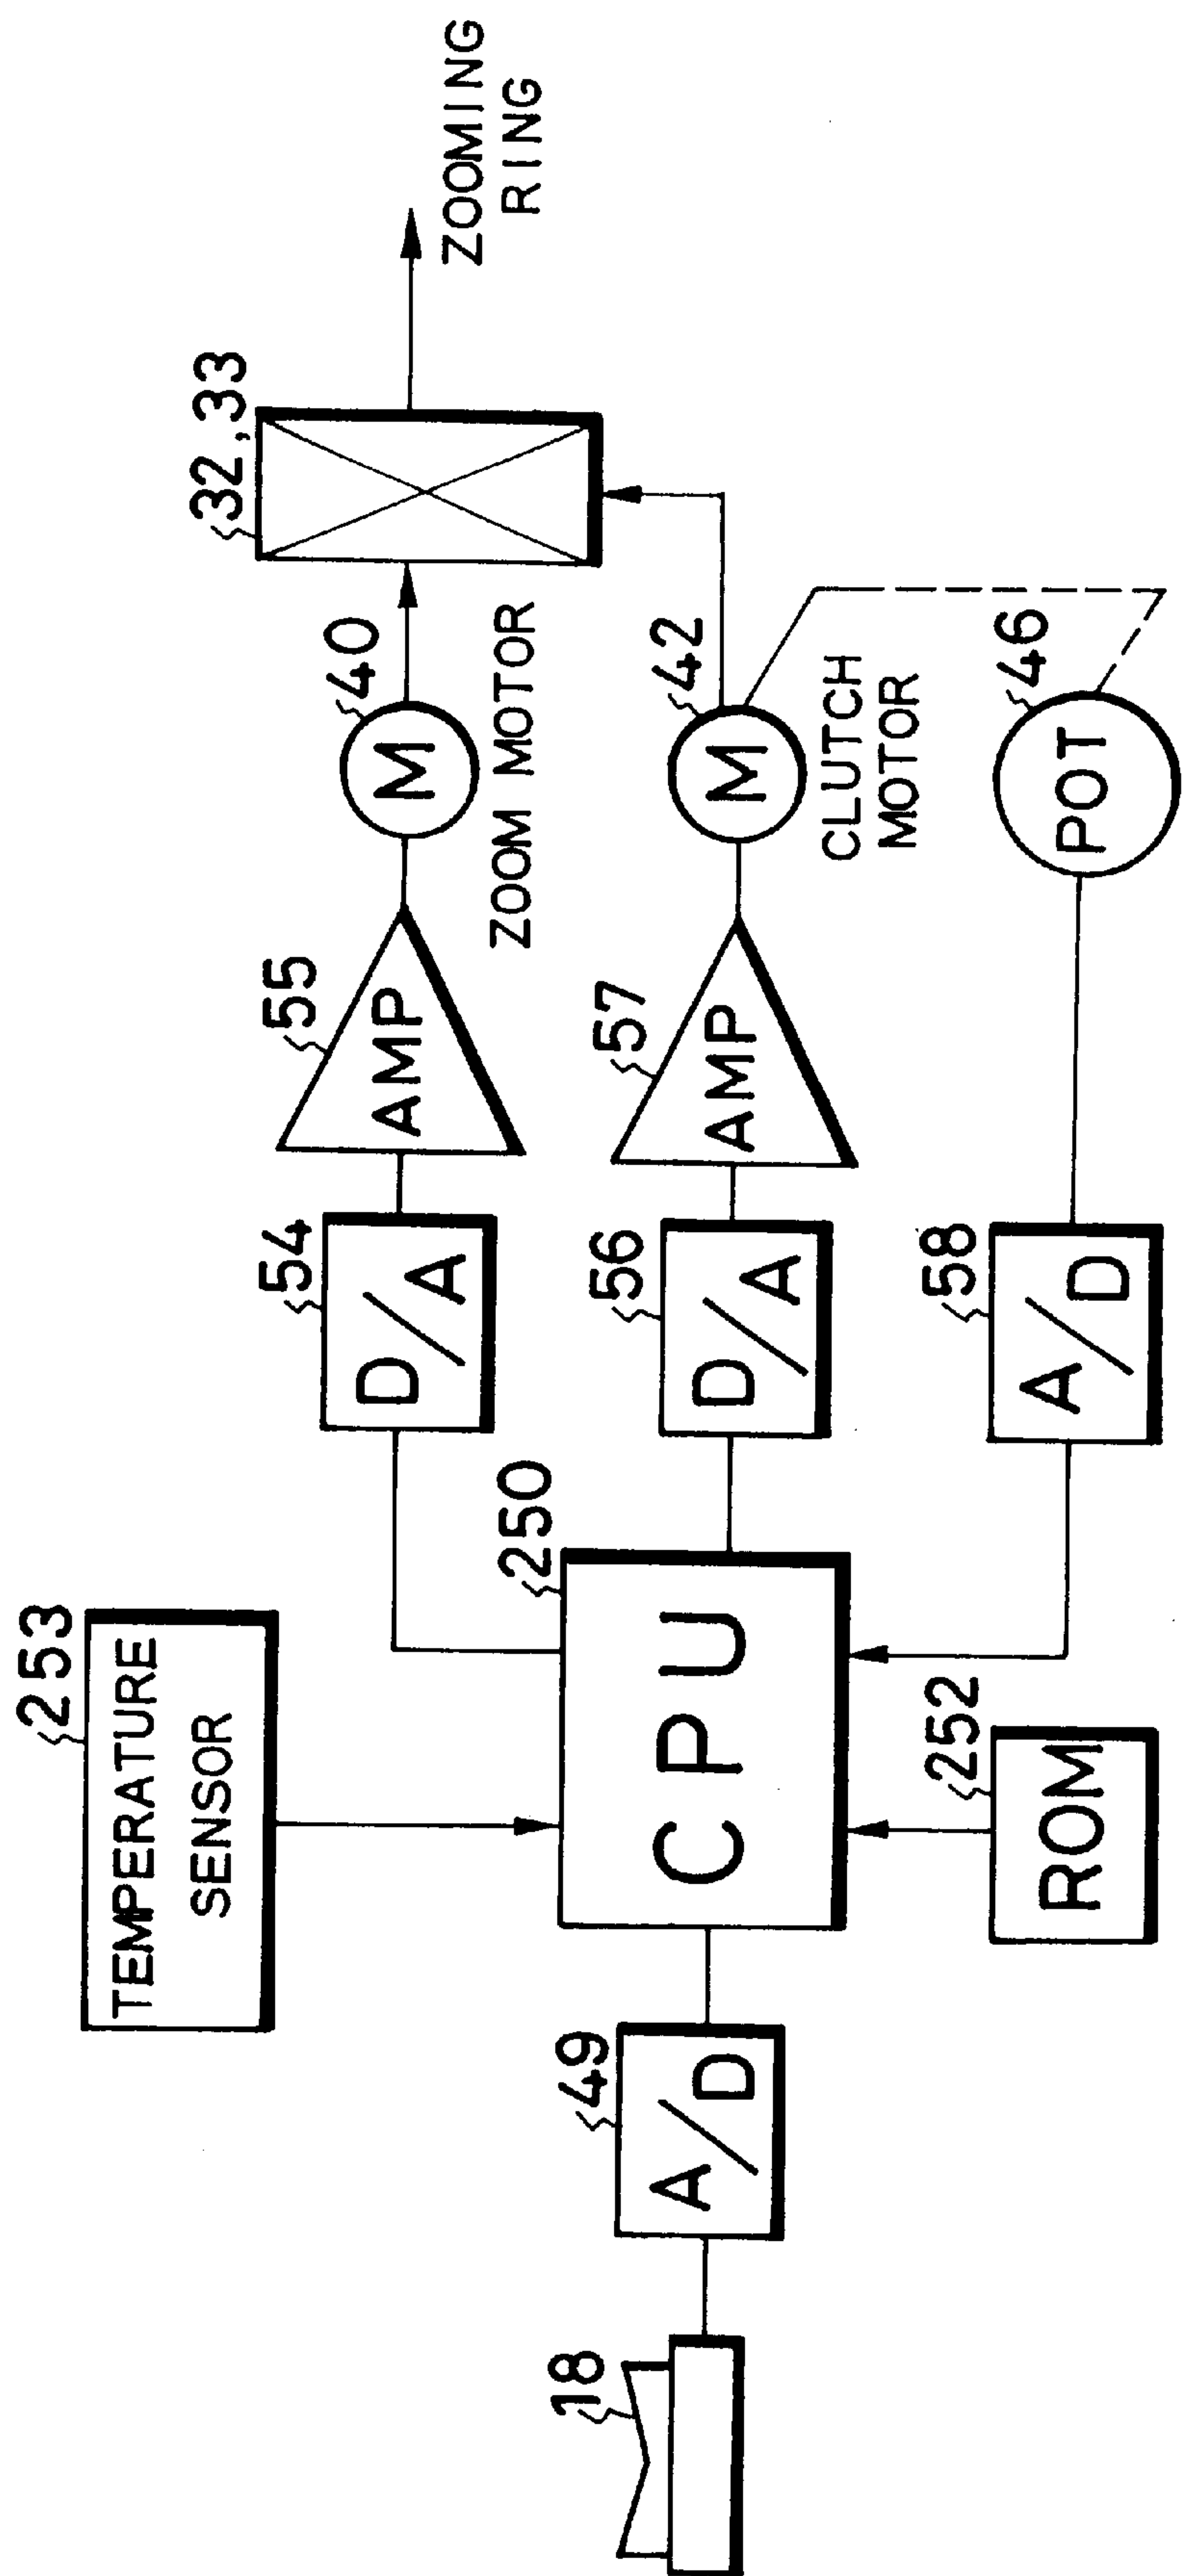 253
TEMPERATURE
SENSOR
18
49
A/D
250
CPU
252
ROM
54
D/A
55
AMP
40
M
ZOOM MOTOR
32,33
ZOOMING
RING
56
D/A
57
AMP
42
M
CLUTCH
MOTOR
58
A/D
46
POT